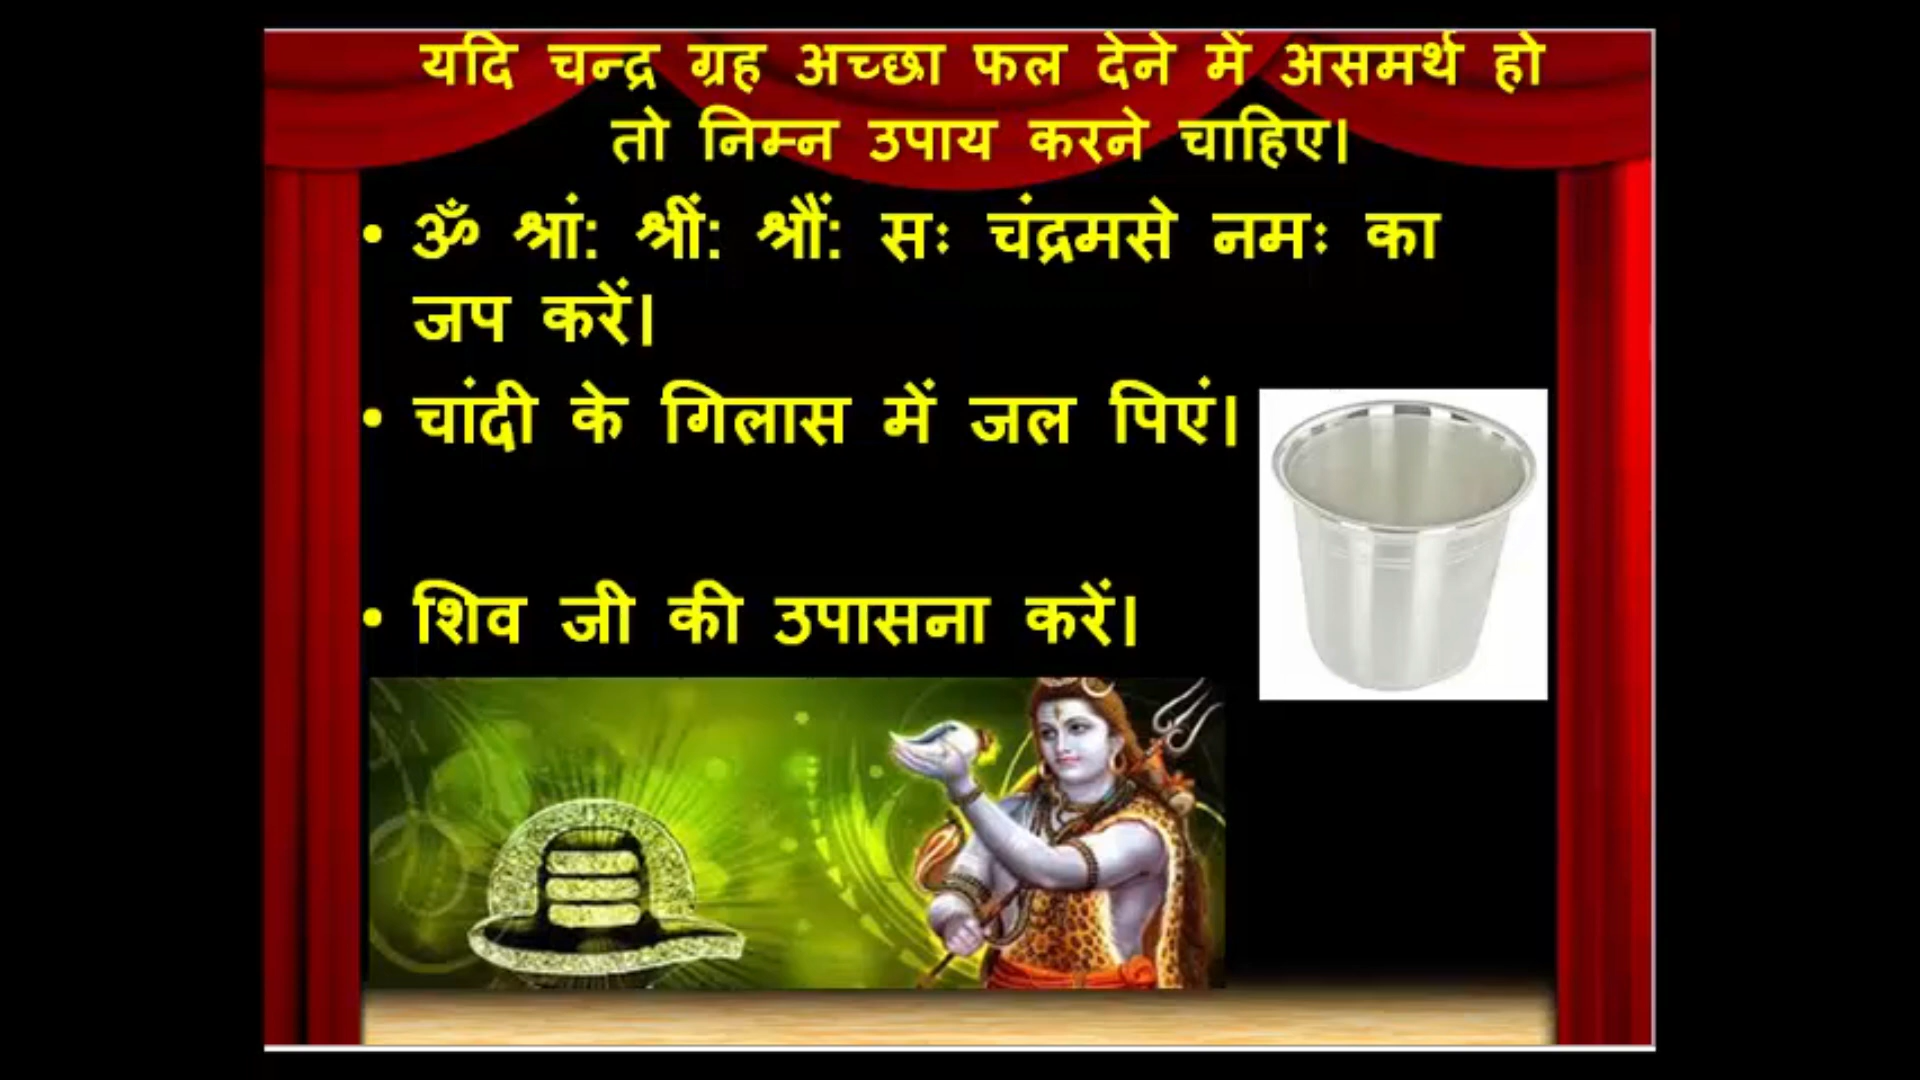 यदि चन्द्र ग्रह अच्छा फल देने में असमर्थ हो
तो निम्न उपाय करने चाहिए।
• ॐ श्रां: श्रीं: श्रौं: सः चंद्रमसे नमः का
जप करें।
• चांदी के गिलास में जल पिएं।
• शिव जी की उपासना करें।